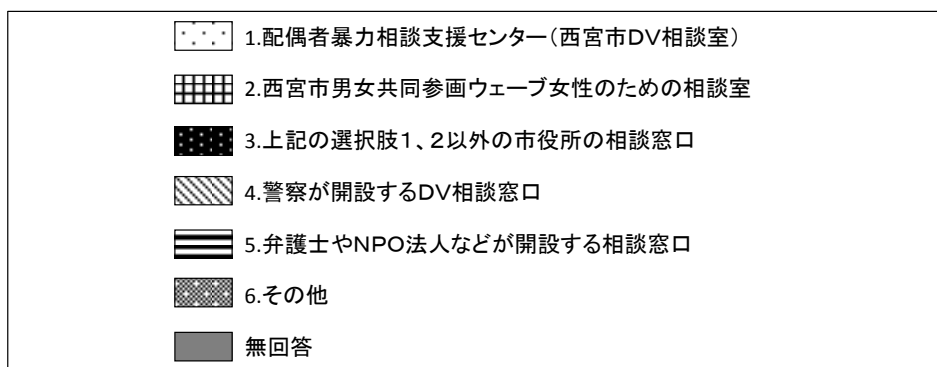 1.配偶者暴力相談支援センター（西宮市DV相談室）
2.西宮市男女共同参画ウェーブ女性のための相談室
3.上記の選択肢１、２以外の市役所の相談窓口
4.警察が開設するDV相談窓口
5.弁護士やNPO法人などが開設する相談窓口
6.その他
無回答